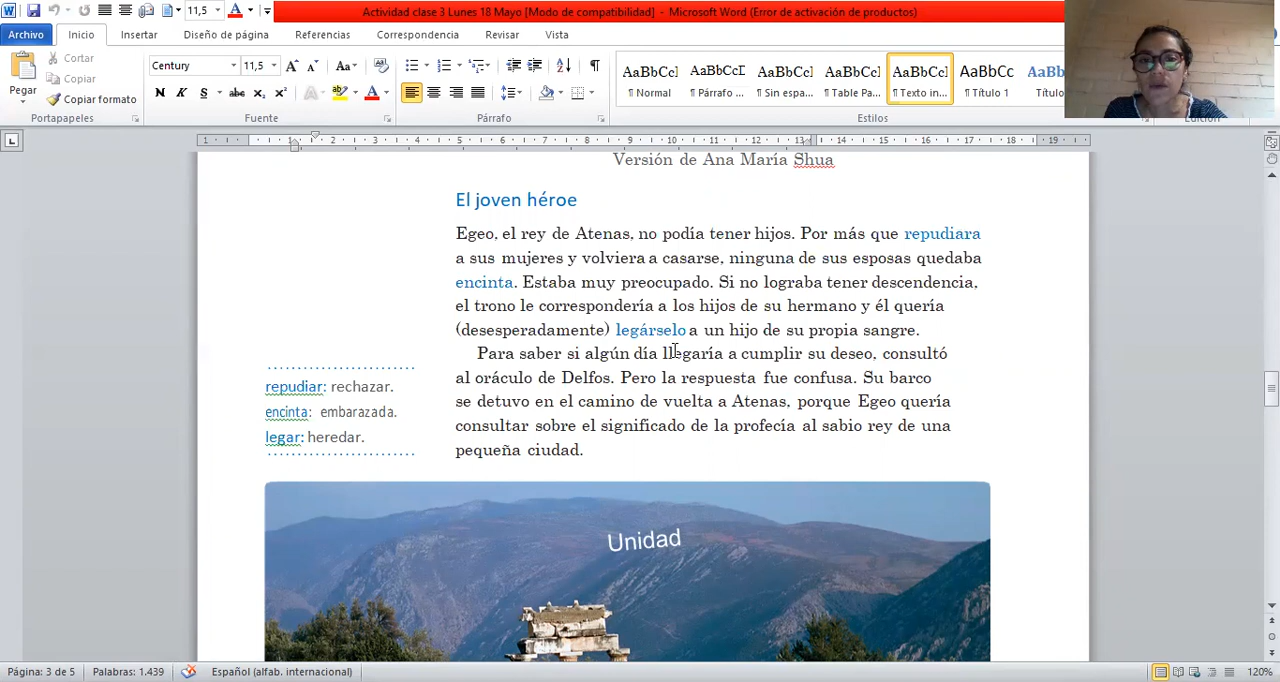 11,5
Actividad clase 3 Lunes 18 Mayo [Modo de compatibilidad] - Microsoft Word (Error de activación de productos)
Archivo Inicio Insertar Diseño de página Referencias Correspondencia Revisar Vista
Pegar
Cortar
Copiar
Copiar formato
Portapapeles
Century 11,5
Fuente
Párrafo
AaBbCcI AaBbCcD AaBbCcI AaBbCcI AaBbCcI AaBbCcI AaBb
¶ Normal ¶ Párrafo ... ¶ Sin espa... ¶ Table Pa... ¶ Texto in... ¶ Título 1 Título
Estilos
Versión de Ana María Shua
El joven héroe
Egeo, el rey de Atenas, no podía tener hijos. Por más que repudiara
a sus mujeres y volviera a casarse, ninguna de sus esposas quedaba
encinta. Estaba muy preocupado. Si no lograba tener descendencia,
el trono le correspondería a los hijos de su hermano y él quería
(desesperadamente) legárselo a un hijo de su propia sangre.
Para saber si algún día llegaría a cumplir su deseo, consultó
al oráculo de Delfos. Pero la respuesta fue confusa. Su barco
se detuvo en el camino de vuelta a Atenas, porque Egeo quería
consultar sobre el significado de la profecía al sabio rey de una
pequeña ciudad.
repudiar: rechazar.
encinta: embarazada.
legar: heredar.
Unidad
Página: 3 de 5 Palabras: 1.439 Español (alfab. internacional) 120%